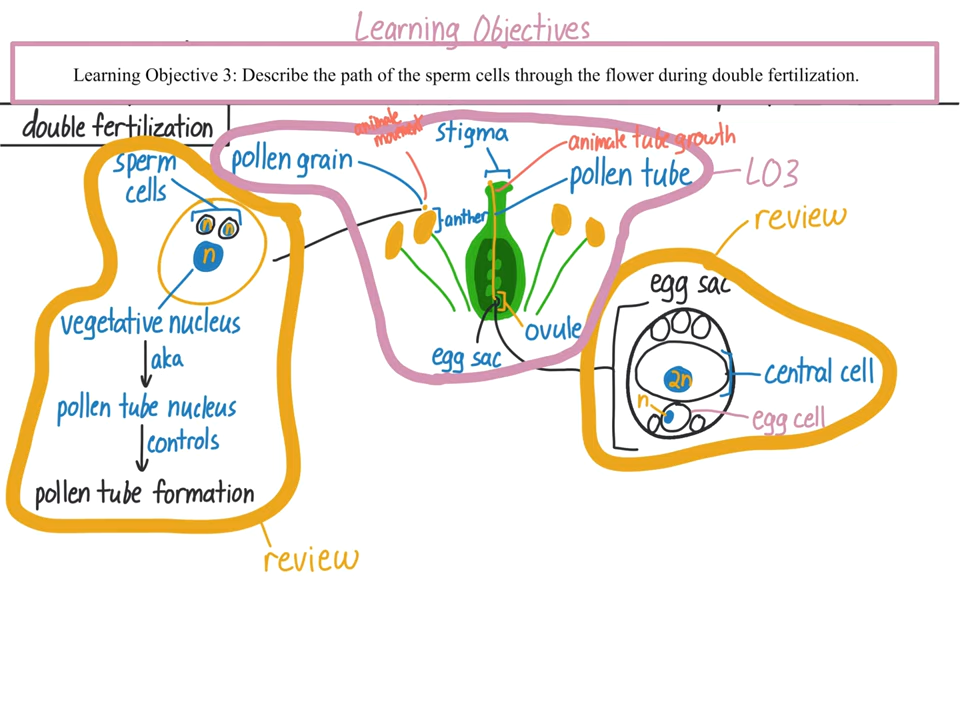 Learning Objectives
Learning Objective 3: Describe the path of the sperm cells through the flower during double fertilization.
double fertilization
sperm
cells
n
n
n
vegetative nucleus
aka
pollen tube nucleus
controls
pollen tube formation
review
pollen grain
animate
movement
stigma
animate tube growth
pollen tube
anther
ovule
egg sac
LO3
review
egg sac
2n
central cell
n
egg cell